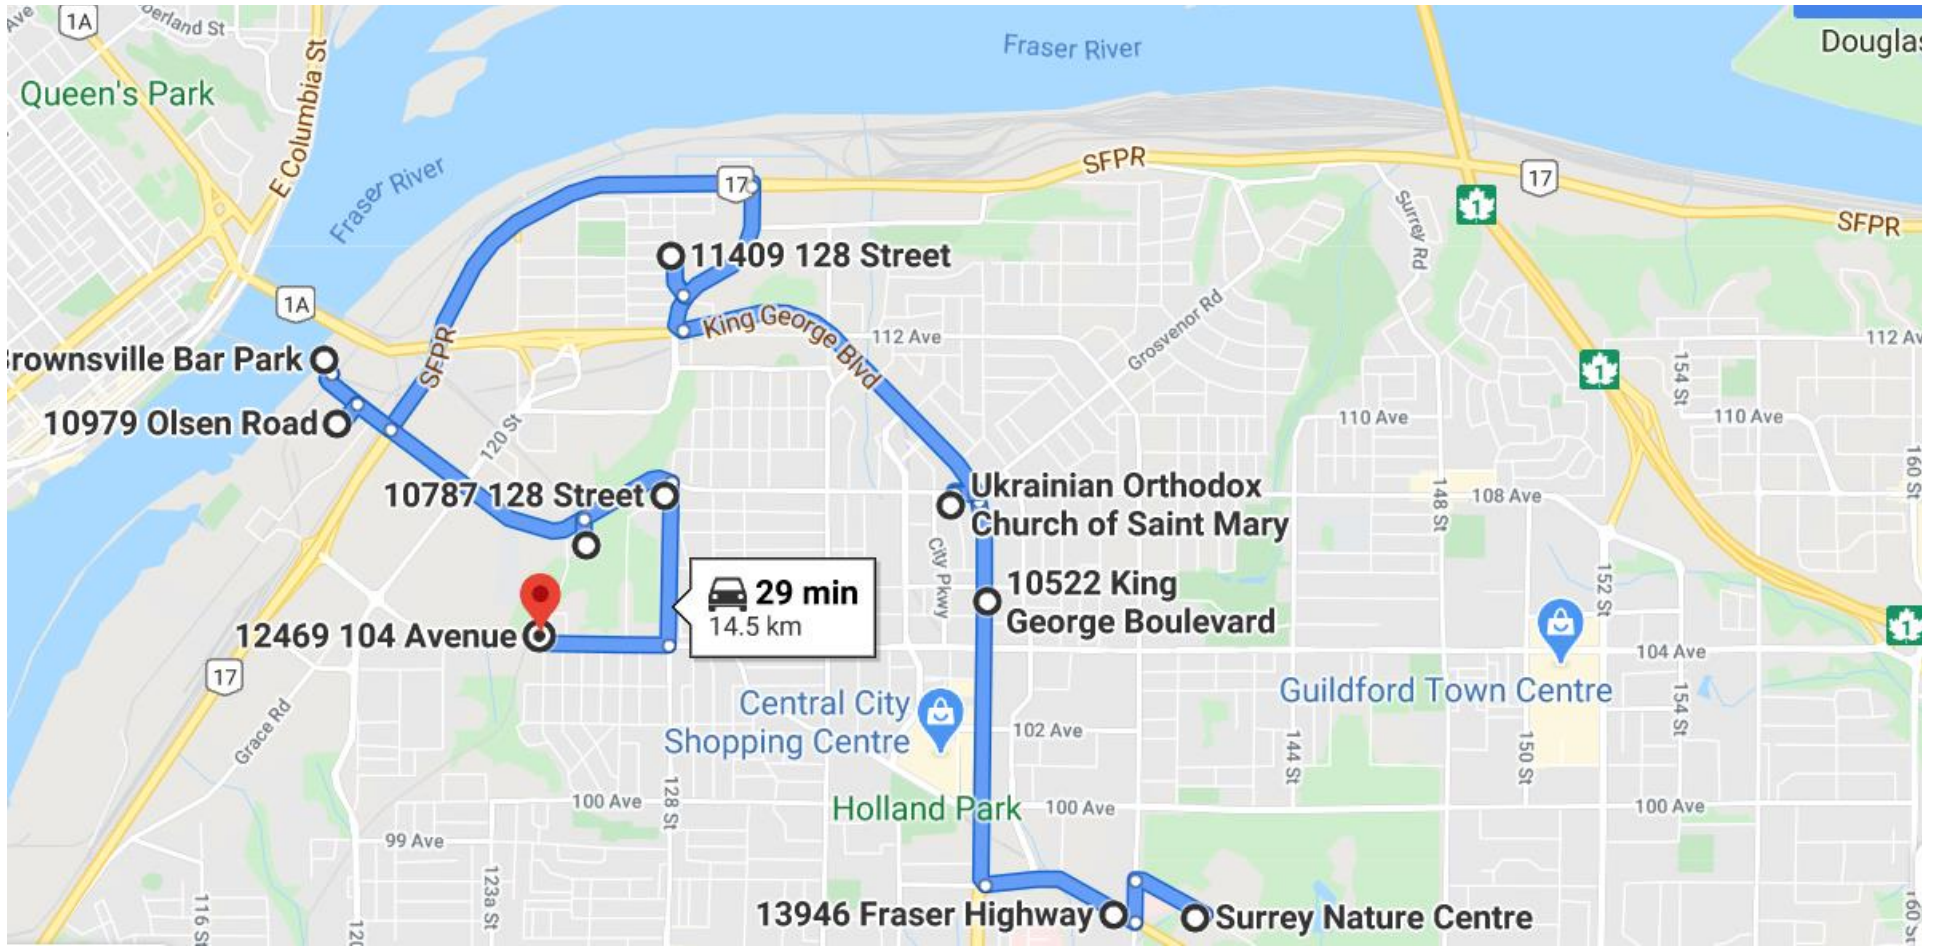 1A
Queen's Park
E Columbia St
Fraser River
Fraser River
SFPR
17
17
SFPR
1
Surrey Rd
11409 128 Street
1A
SFPR
King George Blvd
112 Ave
Grosvenor Rd
112 Av
1
154 St
rownsville Bar Park
10979 Olsen Road
120 St
110 Ave
110 Ave
160 St
10787 128 Street
Ukrainian Orthodox
Church of Saint Mary
148 St
108 Ave
City Pkwy
29 min
14.5 km
10522 King
George Boulevard
152 St
1
12469 104 Avenue
104 Ave
17
Grace Rd
Central City
Shopping Centre
Guildford Town Centre
154 St
102 Ave
144 St
150 St
100 Ave
128 St
Holland Park
100 Ave
100 Ave
99 Ave
123a St
116 St
120
13946 Fraser Highway
Surrey Nature Centre
160 St